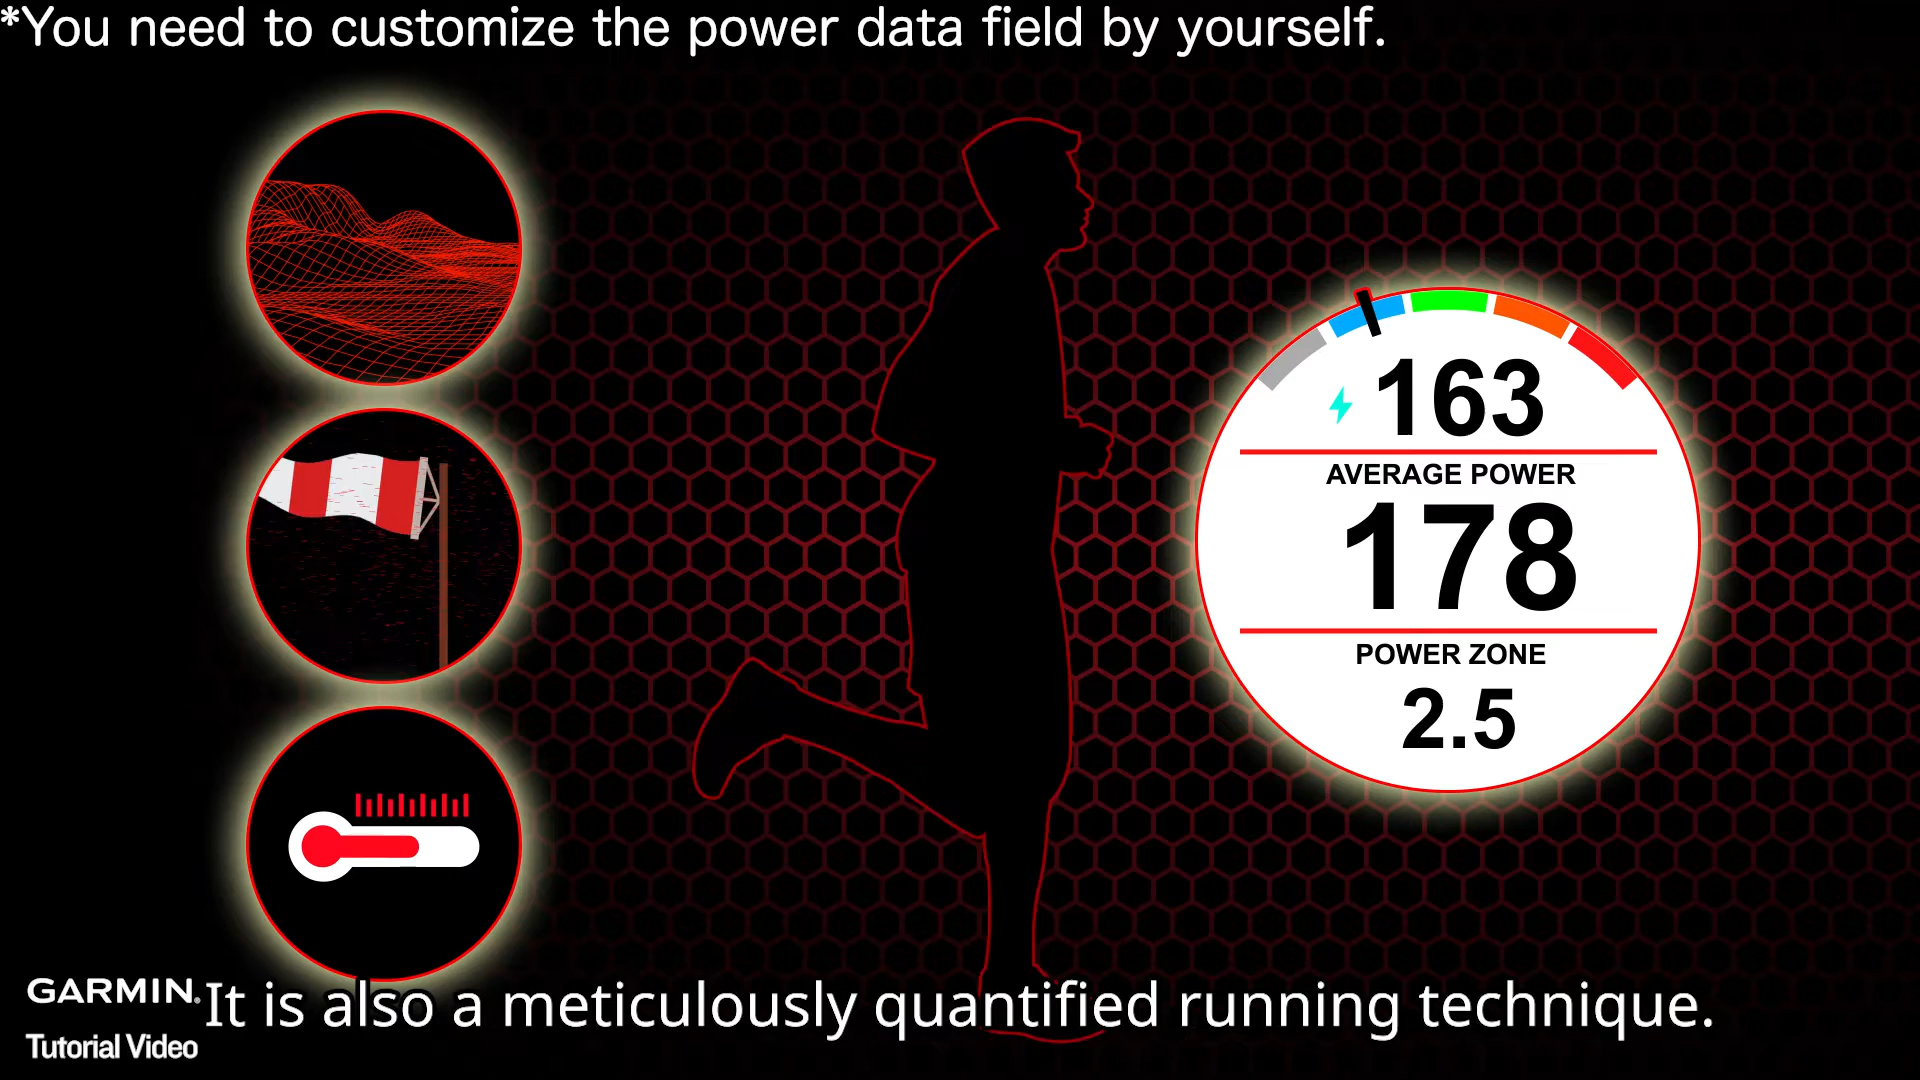 *You need to customize the power data field by yourself.
163
AVERAGE POWER
178
POWER ZONE
2.5
GARMIN.
It is also a meticulously quantified running technique.
Tutorial Video